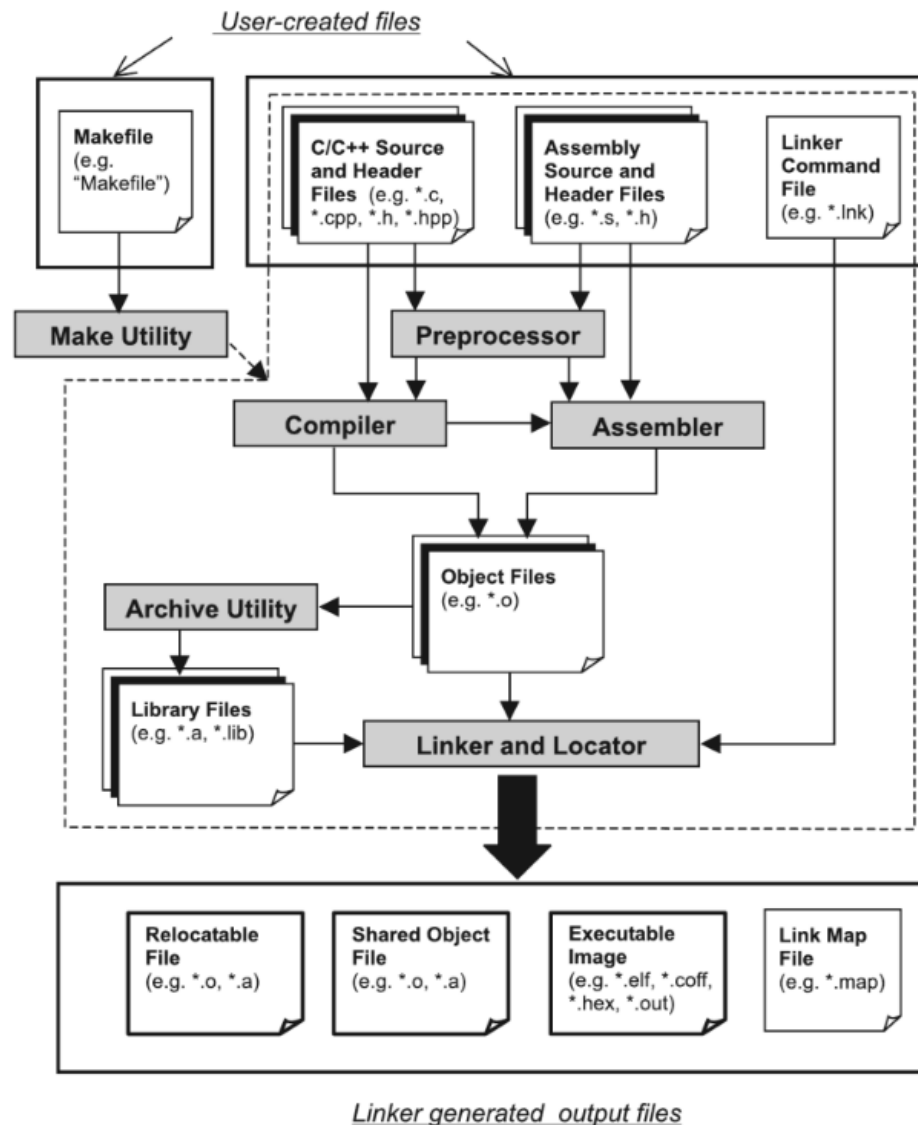 User-created files
Makefile
(e.g.
“Makefile”)
C/C++ Source
and Header
Files (e.g. *.c,
*.cpp, *.h, *.hpp)
Assembly
Source and
Header Files
(e.g. *.s, *.h)
Linker
Command
File
(e.g. *.lnk)
Make Utility
Preprocessor
Compiler
Assembler
Object Files
(e.g. *.o)
Archive Utility
Library Files
(e.g. *.a, *.lib)
Linker and Locator
Relocatable
File
(e.g. *.o, *.a)
Shared Object
File
(e.g. *.o, *.a)
Executable
Image
(e.g. *.elf, *.coff,
*.hex, *.out)
Link Map
File
(e.g. *.map)
Linker generated output files